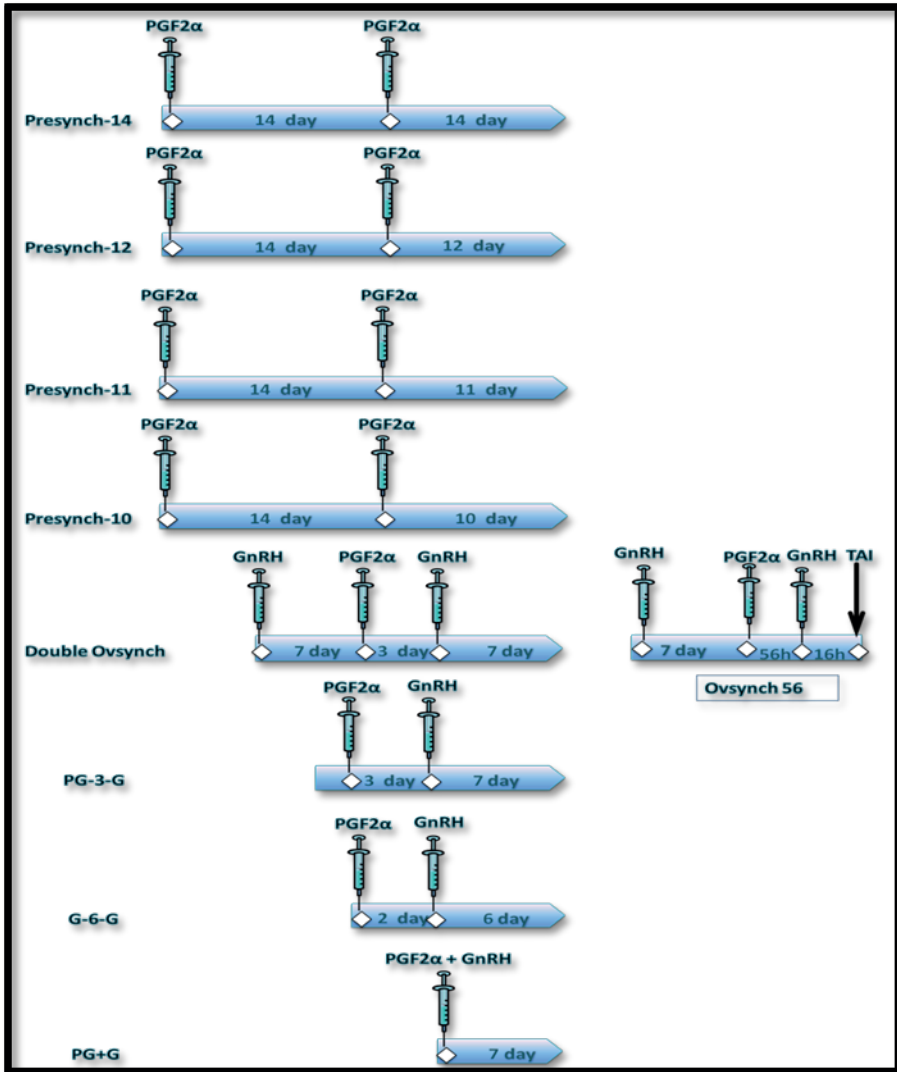 PGF2α PGF2α
Presynch-14 14 day 14 day
PGF2α PGF2α
Presynch-12 14 day 12 day
PGF2α PGF2α
Presynch-11 14 day 11 day
PGF2α PGF2α
Presynch-10 14 day 10 day
GnRH PGF2α GnRH GnRH PGF2α GnRH TAI
Double Ovsynch 7 day 3 day 7 day 7 day 56h 16h
Ovsynch 56
PGF2α GnRH
PG-3-G 3 day 7 day
PGF2α GnRH
G-6-G 2 day 6 day
PGF2α + GnRH
PG+G 7 day